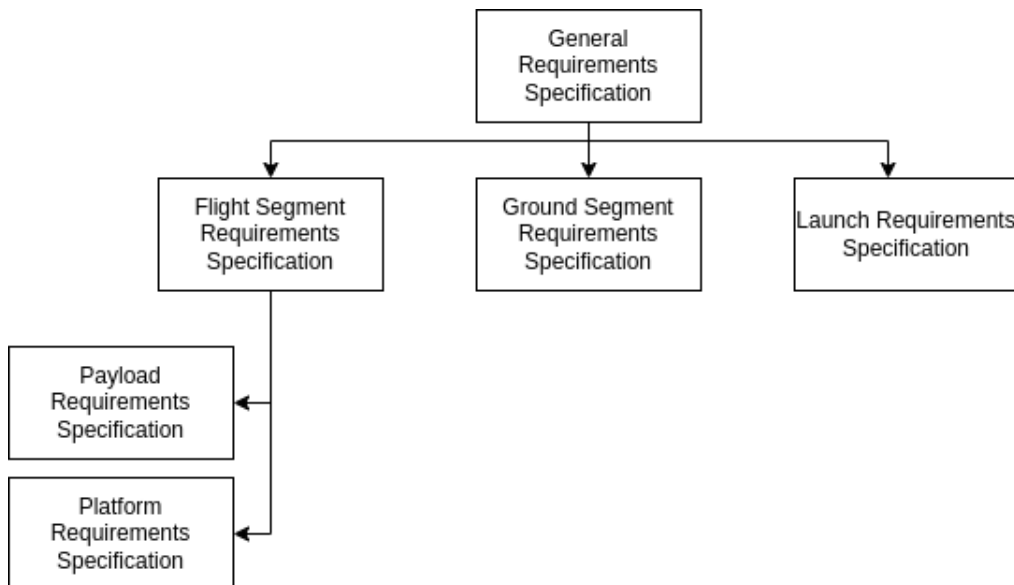 General
Requirements
Specification
Flight Segment
Requirements
Specification
Ground Segment
Requirements
Specification
Launch Requirements
Specification
Payload
Requirements
Specification
Platform
Requirements
Specification